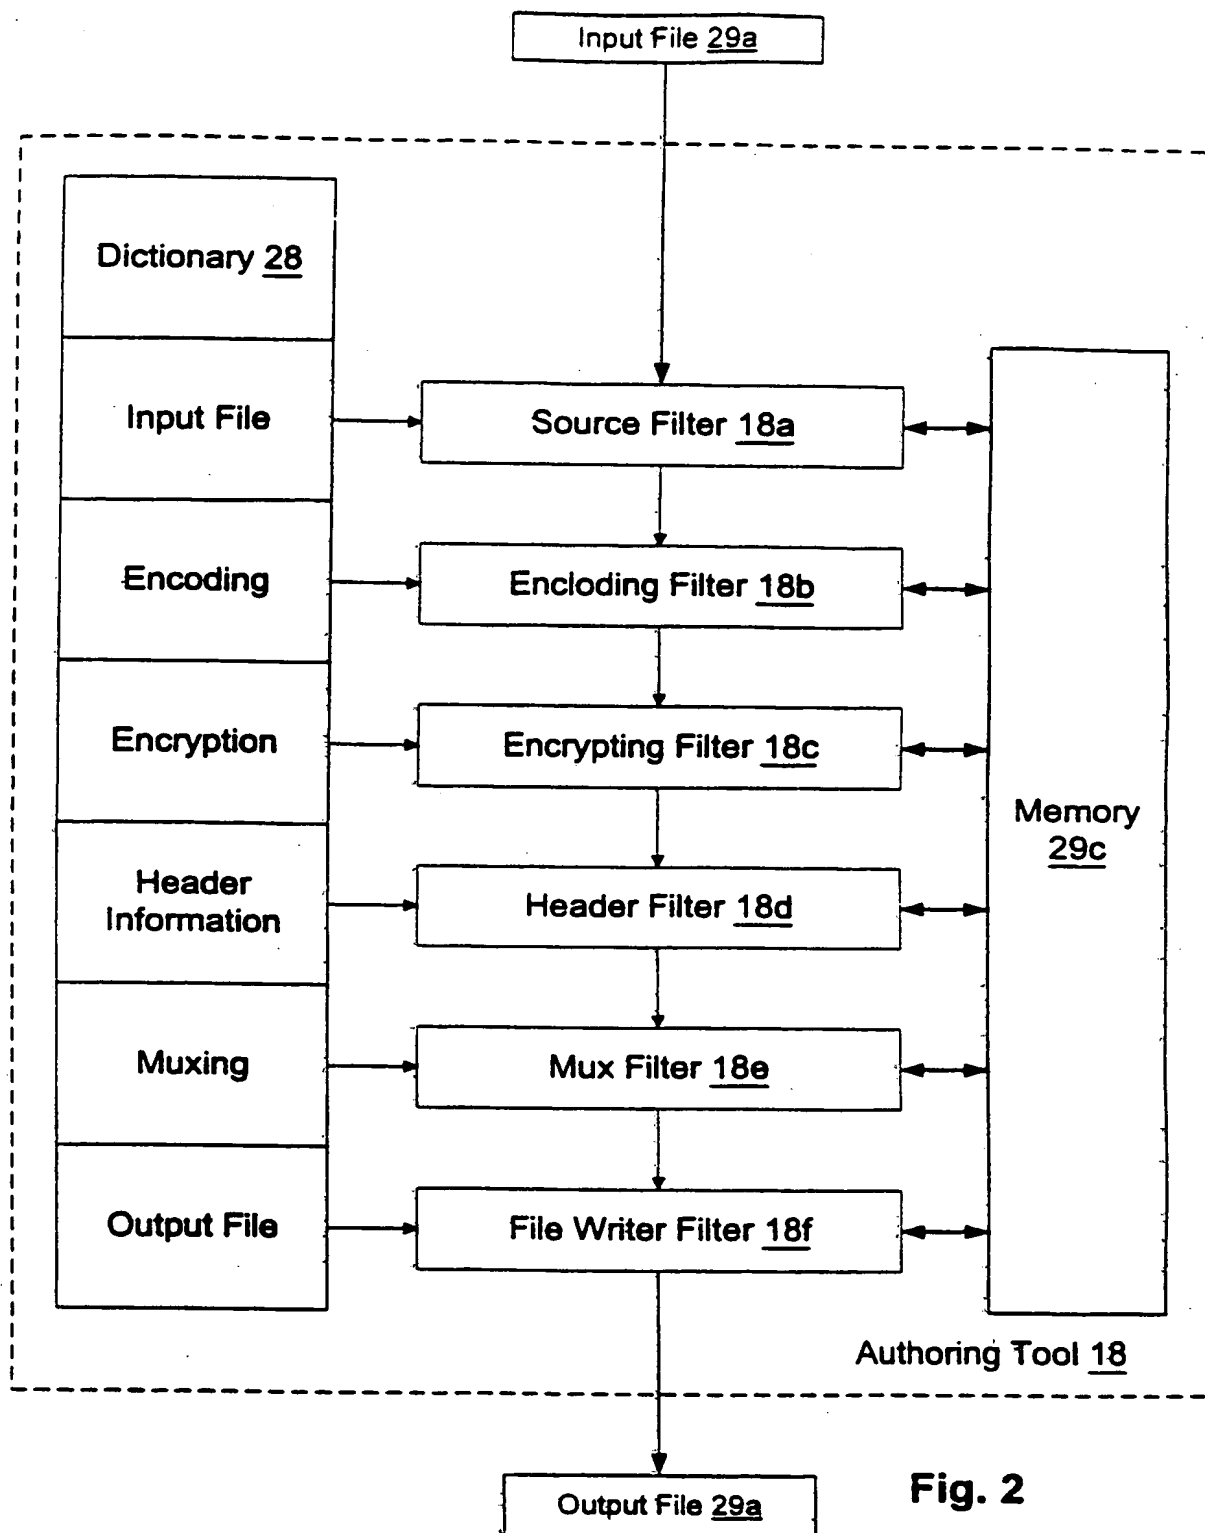 Input File 29a
Dictionary 28
Input File
Source Filter 18a
Encoding
Encloding Filter 18b
Encryption
Encrypting Filter 18c
Memory
29c
Header
Information
Header Filter 18d
Muxing
Mux Filter 18e
Output File
File Writer Filter 18f
Authoring Tool 18
Output File 29a
Fig. 2